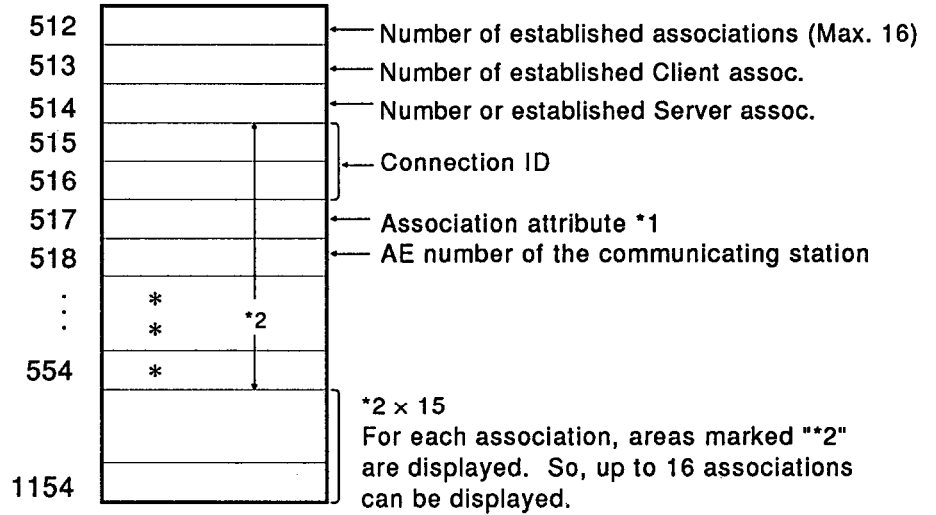 512
Number of established associations (Max. 16)
513
Number of established Client assoc.
514
Number or established Server assoc.
515
Connection ID
516
517
Association attribute *1
518
AE number of the communicating station
*
*
*2
554
*
*2 × 15
For each association, areas marked "*2"
are displayed. So, up to 16 associations
can be displayed.
1154